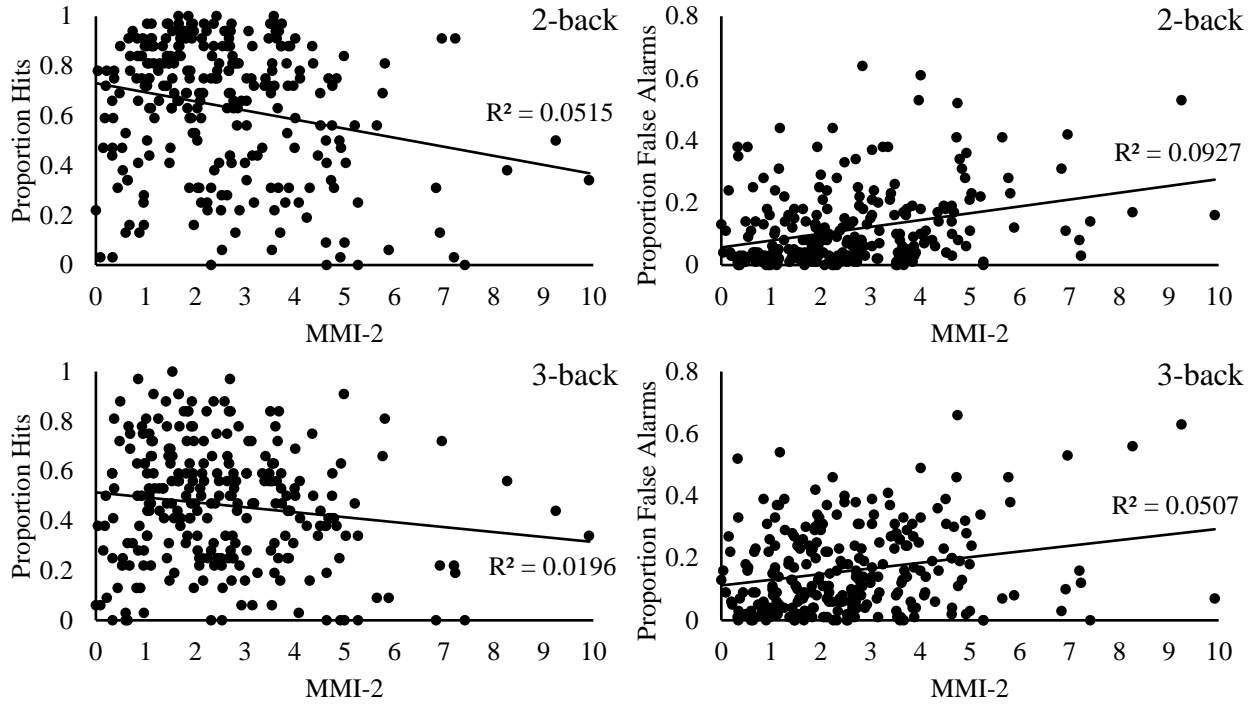 2-back
Proportion Hits
1
0.8
0.6
0.4
0.2
0
R² = 0.0515
0 1 2 3 4 5 6 7 8 9 10
MMI-2
2-back
Proportion False Alarms
0.8
0.6
0.4
0.2
0
R² = 0.0927
0 1 2 3 4 5 6 7 8 9 10
MMI-2
3-back
Proportion Hits
1
0.8
0.6
0.4
0.2
0
R² = 0.0196
0 1 2 3 4 5 6 7 8 9 10
MMI-2
3-back
Proportion False Alarms
0.8
0.6
0.4
0.2
0
R² = 0.0507
0 1 2 3 4 5 6 7 8 9 10
MMI-2